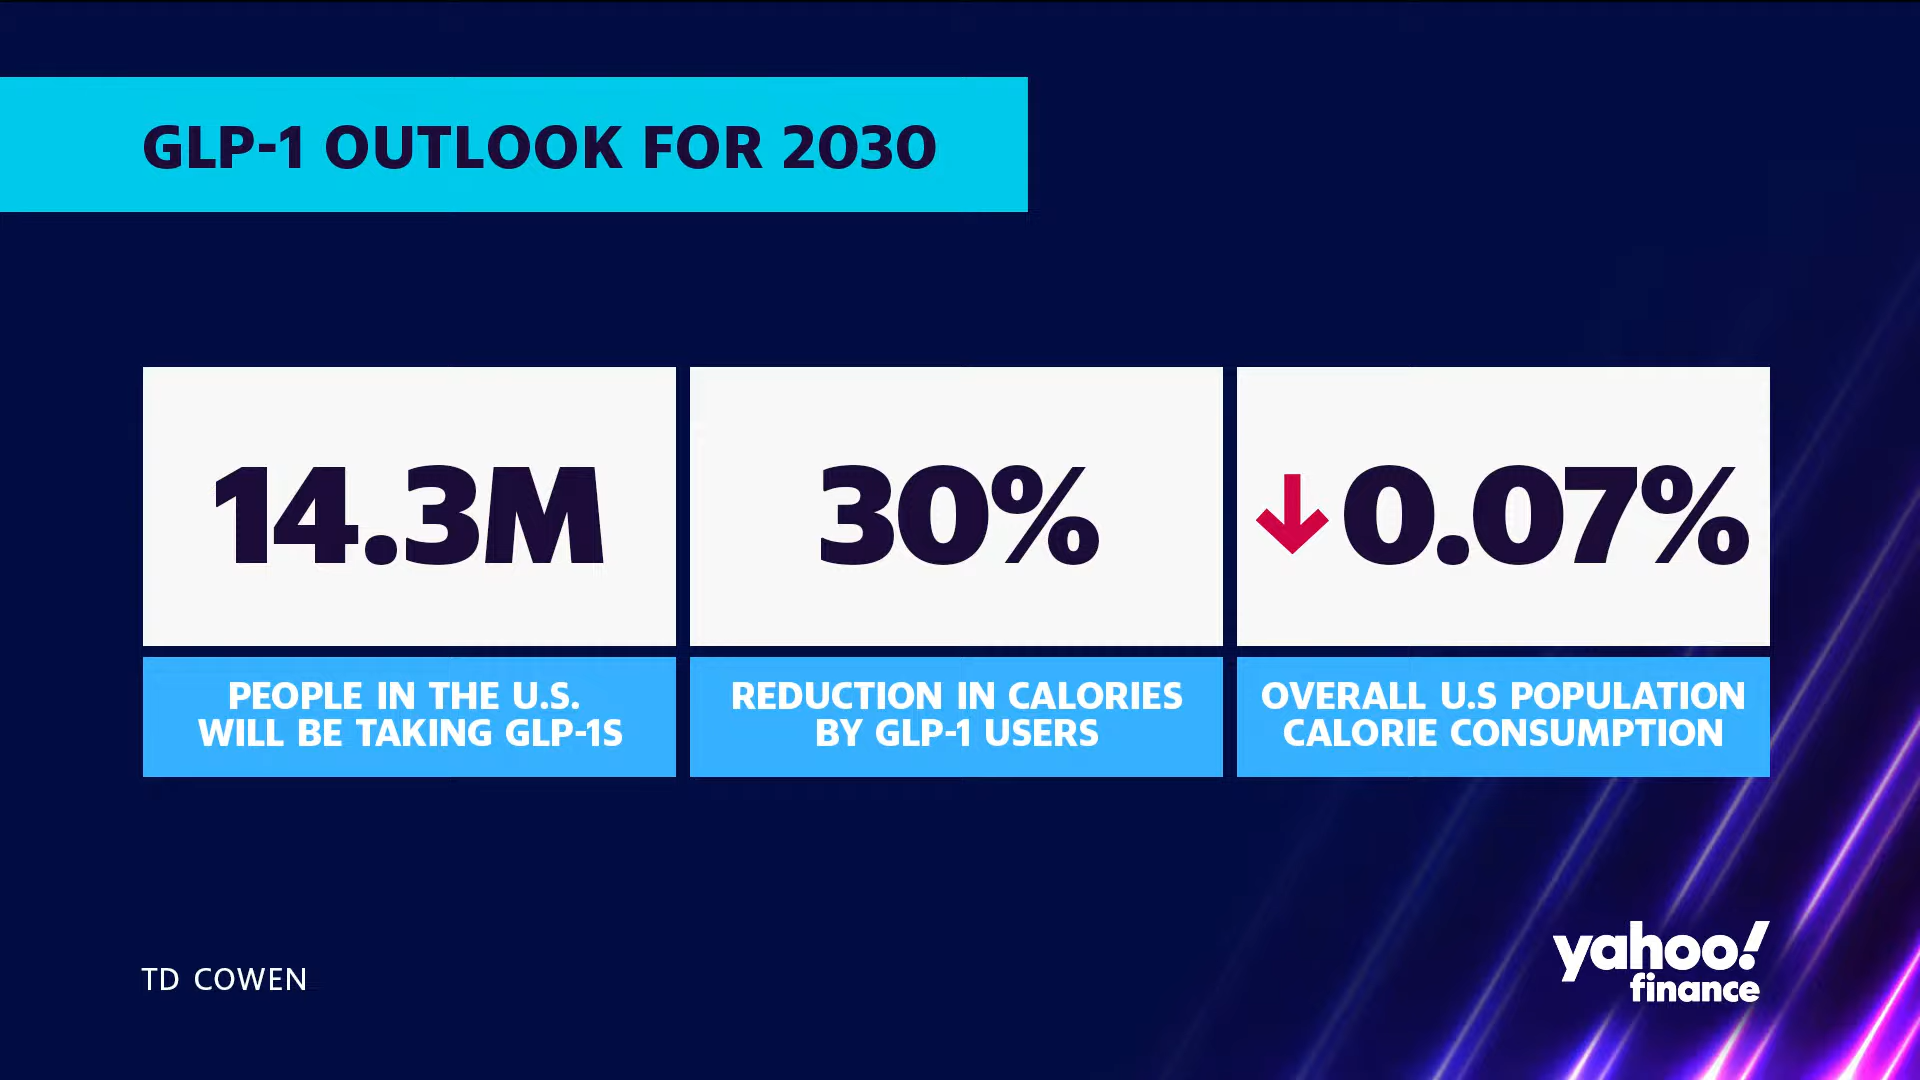 GLP-1 OUTLOOK FOR 2030
14.3M
PEOPLE IN THE U.S.
WILL BE TAKING GLP-1S
30%
REDUCTION IN CALORIES
BY GLP-1 USERS
↓0.07%
OVERALL U.S POPULATION
CALORIE CONSUMPTION
TD COWEN
yahoo!
finance